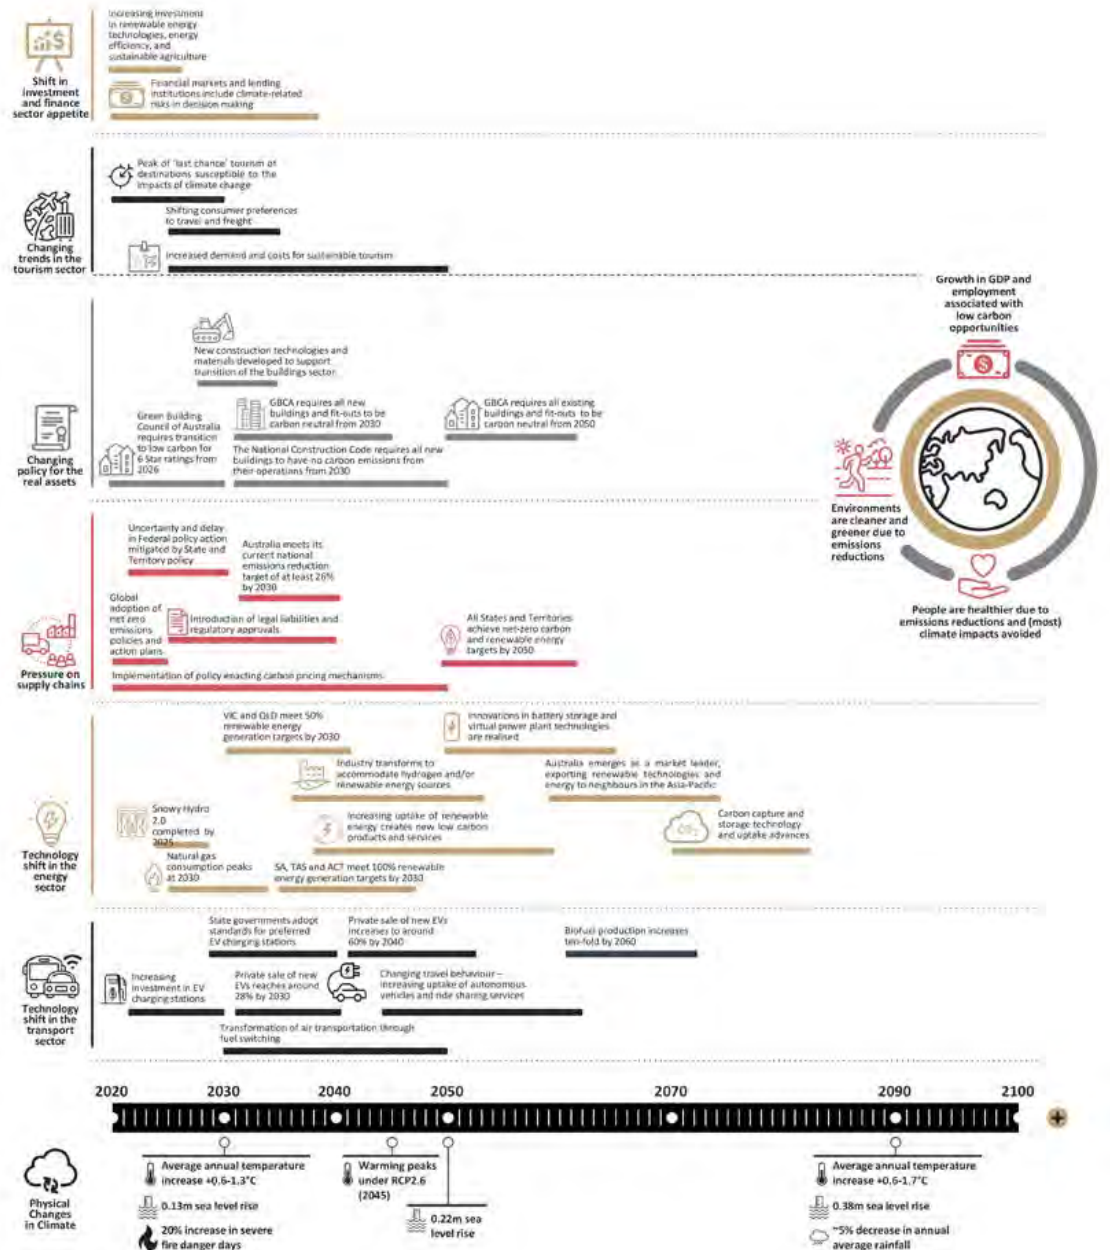 Increasing investment
in renewable energy
technologies, energy
efficiency, and
sustainable agriculture
Shift in
investment
and finance
sector appetite
Financial markets and lending
institutions include climate-related
risks in decision making
Peak of 'last chance' tourism at
destinations susceptible to the
impacts of climate change
Shifting consumer preferences
to travel and freight
Changing
trends in the
tourism sector
Increased demand and costs for sustainable tourism
Growth in GDP and
employment
associated with
low carbon
opportunities
New construction technologies and
materials developed to support
transition of the buildings sector
Green Building
Council of Australia
requires transition
to low carbon for
6 Star ratings from
2026
GBCA requires all new
buildings and fit-outs to be
carbon neutral from 2030
GBCA requires all existing
buildings and fit-outs to be
carbon neutral from 2050
The National Construction Code requires all new
buildings to have no carbon emissions from
their operations from 2030
Changing
policy for the
real assets
Environments
are cleaner and
greener due to
emissions
reductions
People are healthier due to
emissions reductions and (most)
climate impacts avoided
Uncertainty and delay
in Federal policy action
mitigated by State and
Territory policy
Australia meets its
current national
emissions reduction
target of at least 26%
by 2030
Global
adoption of
net zero
emissions
policies and
action plans
Introduction of legal liabilities and
regulatory approvals
All States and Territories
achieve net-zero carbon
and renewable energy
targets by 2050
Pressure on
supply chains
Implementation of policy enacting carbon pricing mechanisms
VIC and QLD meet 50%
renewable energy
generation targets by 2030
Innovations in battery storage and
virtual power plant technologies
are realised
Industry transforms to
accommodate hydrogen and/or
renewable energy sources
Australia emerges as a market leader,
exporting renewable technologies and
energy to neighbours in the Asia-Pacific
Snowy Hydro
2.0
completed by
2025
Increasing uptake of renewable
energy creates new low carbon
products and services
CO₂
Carbon capture and
storage technology
and uptake advances
Technology
shift in the
energy
sector
Natural gas
consumption peaks
at 2030
SA, TAS and ACT meet 100% renewable
energy generation targets by 2030
State governments adopt
standards for preferred
EV charging stations
Private sale of new EVs
increases to around
60% by 2040
Biofuel production increases
ten-fold by 2060
Increasing
investment in EV
charging stations
Private sale of new
EVs reaches around
28% by 2030
Changing travel behaviour –
increasing uptake of autonomous
vehicles and ride sharing services
Technology
shift in the
transport
sector
Transformation of air transportation through
fuel switching
2020 2030 2040 2050 2070 2090 2100
Physical
Changes
in Climate
Average annual temperature
increase +0.6-1.3°C
0.13m sea level rise
20% increase in severe
fire danger days
Warming peaks
under RCP2.6
(2045)
0.22m sea
level rise
Average annual temperature
increase +0.6-1.7°C
0.38m sea level rise
~5% decrease in annual
average rainfall